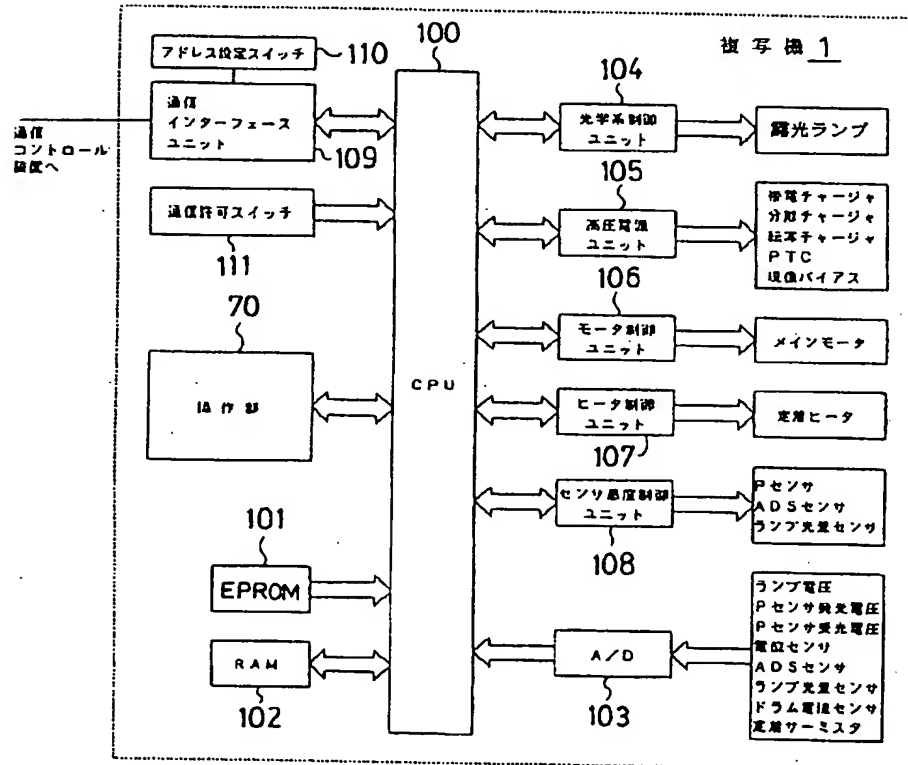 複写機 1
アドレス設定スイッチ
110
通信
インターフェース
ユニット
109
通信
コントロール
装置へ
通信許可スイッチ
111
70
操作部
101
EPROM
RAM
102
100
CPU
104
光学系制御
ユニット
露光ランプ
105
高圧電源
ユニット
帯電チャージャ
分離チャージャ
転写チャージャ
PTC
現像バイアス
106
モータ制御
ユニット
メインモータ
ヒータ制御
ユニット
107
定着ヒータ
センサ感度制御
ユニット
108
Pセンサ
ADSセンサ
ランプ光量センサ
A/D
103
ランプ電圧
Pセンサ発光電圧
Pセンサ受光電圧
電位センサ
ADSセンサ
ランプ光量センサ
ドラム電流センサ
定着サーミスタ